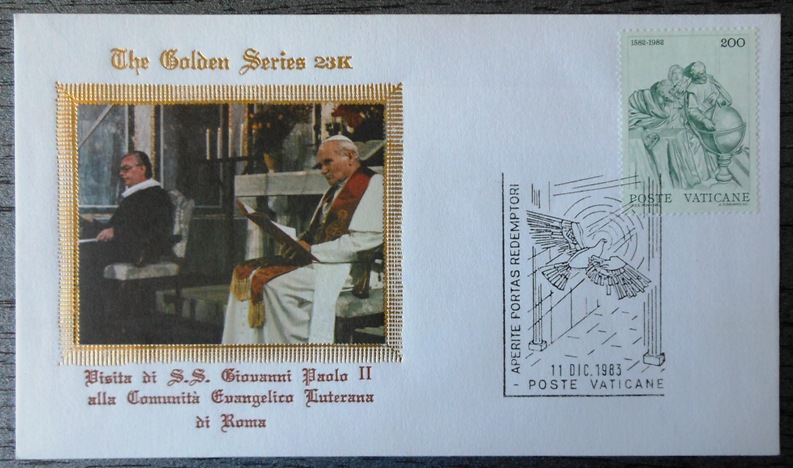 The Golden Series 23K
Visita di S.S. Giovanni Paolo II
alla Comunità Evangelico Luterana
di Roma
1582-1982 200
POSTE VATICANE
APERITE PORTAS REDEMPTORI
11 DIC. 1983
POSTE VATICANE